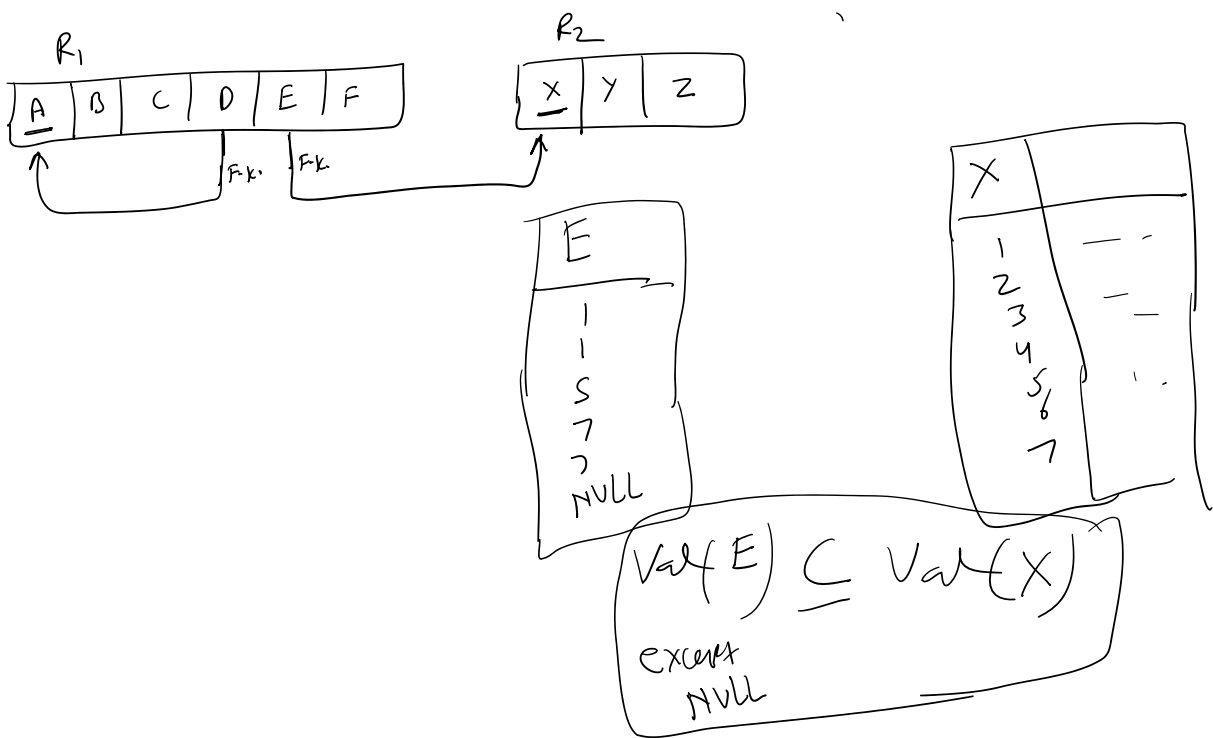 R1
R2
A B C D E F
X Y Z
F.K. F.K.
E
1
1
5
7
7
NULL
X
1
2
3
4
5
6
7
Val(E) ⊆ Val(X)
except
NULL